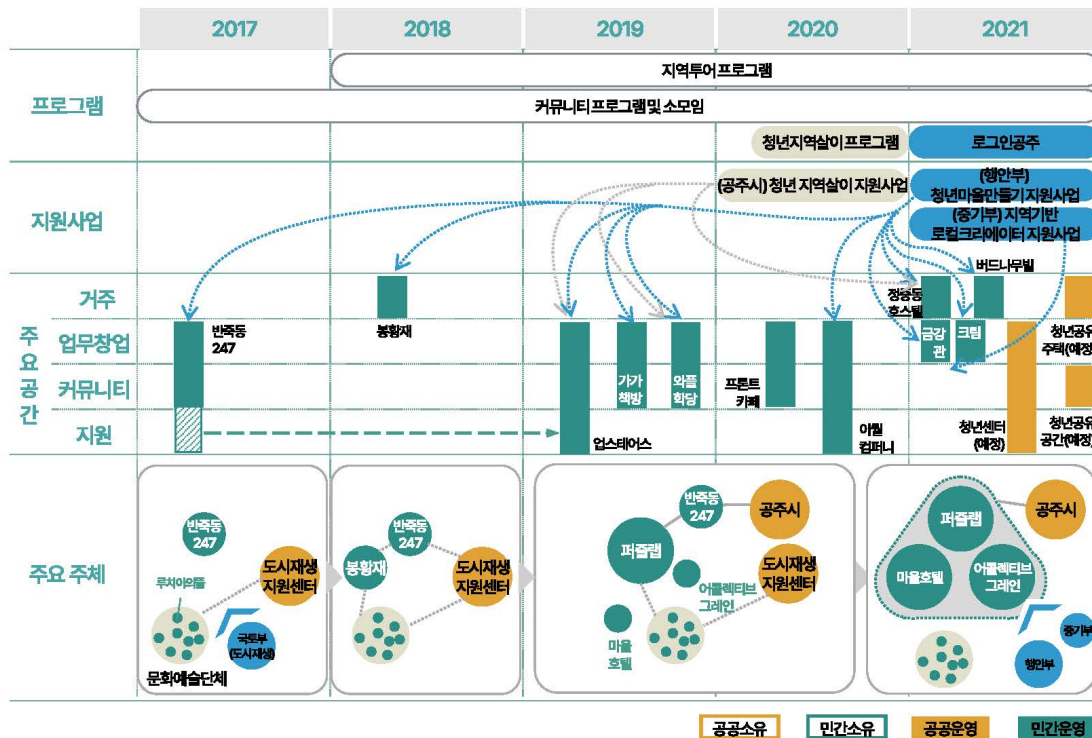 2017
2018
2019
2020
2021
프로그램
지역투어 프로그램
커뮤니티 프로그램 및 소모임
청년지역살이 프로그램
로그인공주
지원사업
(공주시) 청년 지역살이 지원사업
(행안부)
청년마을만들기 지원사업
(중기부) 지역기반
로컬크리에이터 지원사업
주요공간
거주
업무창업
커뮤니티
지원
반죽동
247
봉황재
업스테어스
가가
책방
와플
학당
프론트
카페
야월
컴퍼니
정중동
호스텔
버드나무빌
금강
관
크림
청년센터
(예정)
청년공유
주택(예정)
청년공유
공간(예정)
주요 주체
반죽동
247
루치아의뜰
도시재생
지원센터
국토부
(도시재생)
문화예술단체
반죽동
247
봉황재
도시재생
지원센터
반죽동
247
공주시
퍼즐랩
도시재생
지원센터
어콜렉티브
그레인
마을
호텔
퍼즐랩
공주시
마을호텔
어콜렉티브
그레인
중기부
행안부
공공소유
민간소유
공공운영
민간운영